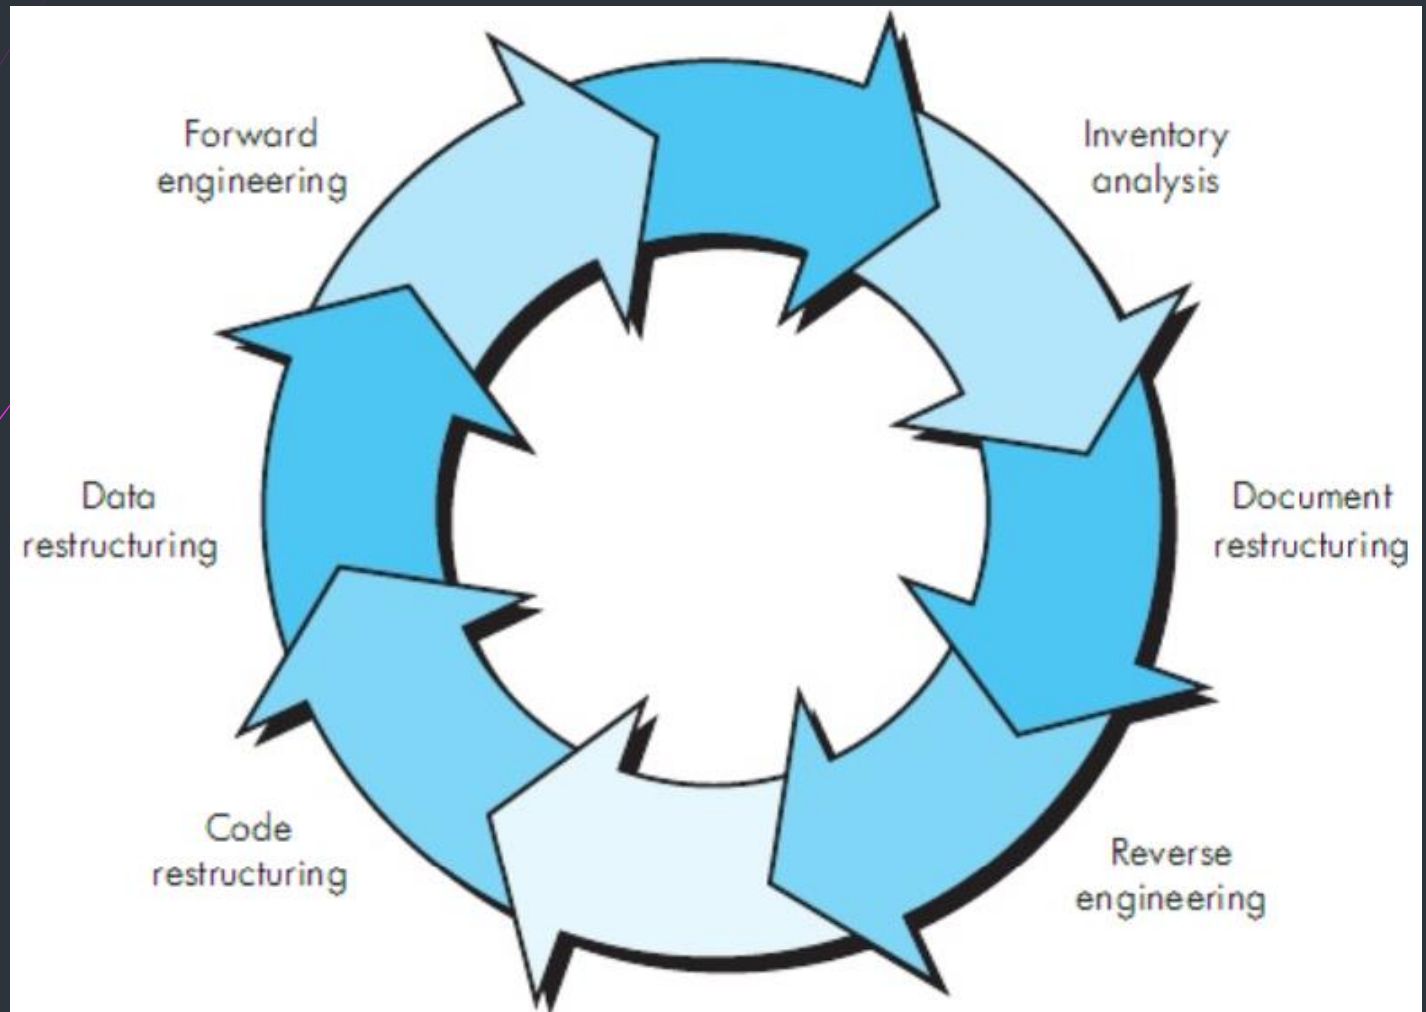 Forward
engineering
Inventory
analysis
Data
restructuring
Document
restructuring
Code
restructuring
Reverse
engineering